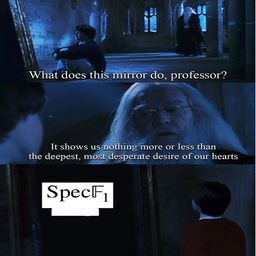 What does this mirror do, professor?
It shows us nothing more or less than
the deepest, most desperate desire of our hearts
Spec𝔽₁